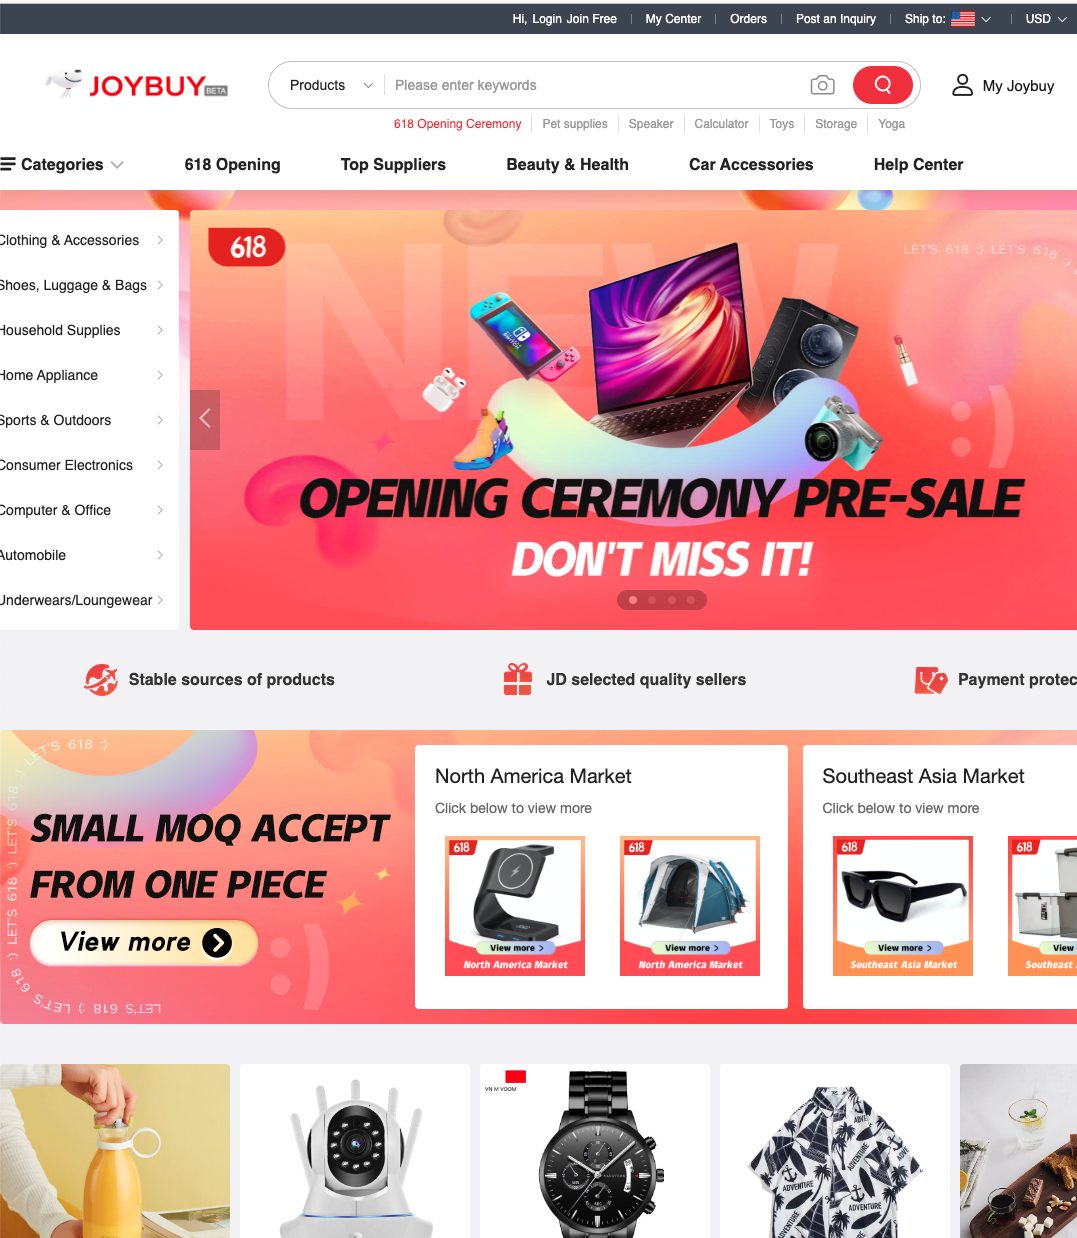 Hi, Login Join Free
My Center
Orders
Post an Inquiry
Ship to:
USD
JOYBUY BETA
Products
Please enter keywords
My Joybuy
618 Opening Ceremony
Pet supplies
Speaker
Calculator
Toys
Storage
Yoga
Categories
618 Opening
Top Suppliers
Beauty & Health
Car Accessories
Help Center
Clothing & Accessories
Shoes, Luggage & Bags
Household Supplies
Home Appliance
Sports & Outdoors
Consumer Electronics
Computer & Office
Automobile
Underwears/Loungewear
618
NEW
LET'S 618 :) LET'S 618 :)
OPENING CEREMONY PRE-SALE
DON'T MISS IT!
Stable sources of products
JD selected quality sellers
Payment protec
LET'S 618 :) LET'S 618 :) LET'S 618 :) LET'S 618 :) LET'S 618 :) LET'S
SMALL MOQ ACCEPT
FROM ONE PIECE
View more
:)
North America Market
Click below to view more
618
View more >
North America Market
618
View more >
North America Market
Southeast Asia Market
Click below to view more
618
View more >
Southeast Asia Market
618
View
Southeast
VN M VOOM
ADVENTURE
ADVENTURE
ADVENTURE